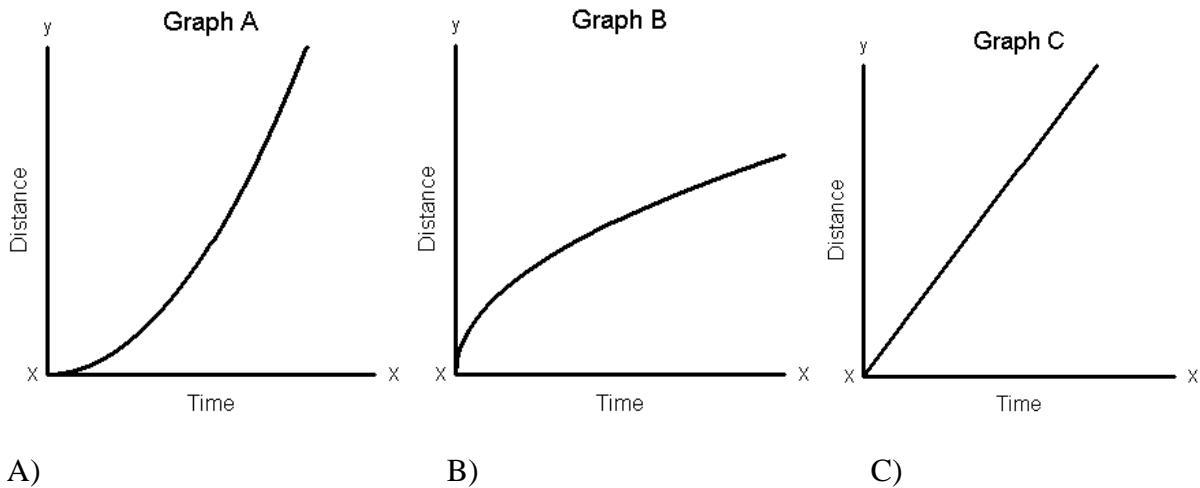 Graph A
y
Distance
X
X
Time
Graph B
y
Distance
X
X
Time
Graph C
y
Distance
X
X
Time
A)
B)
C)